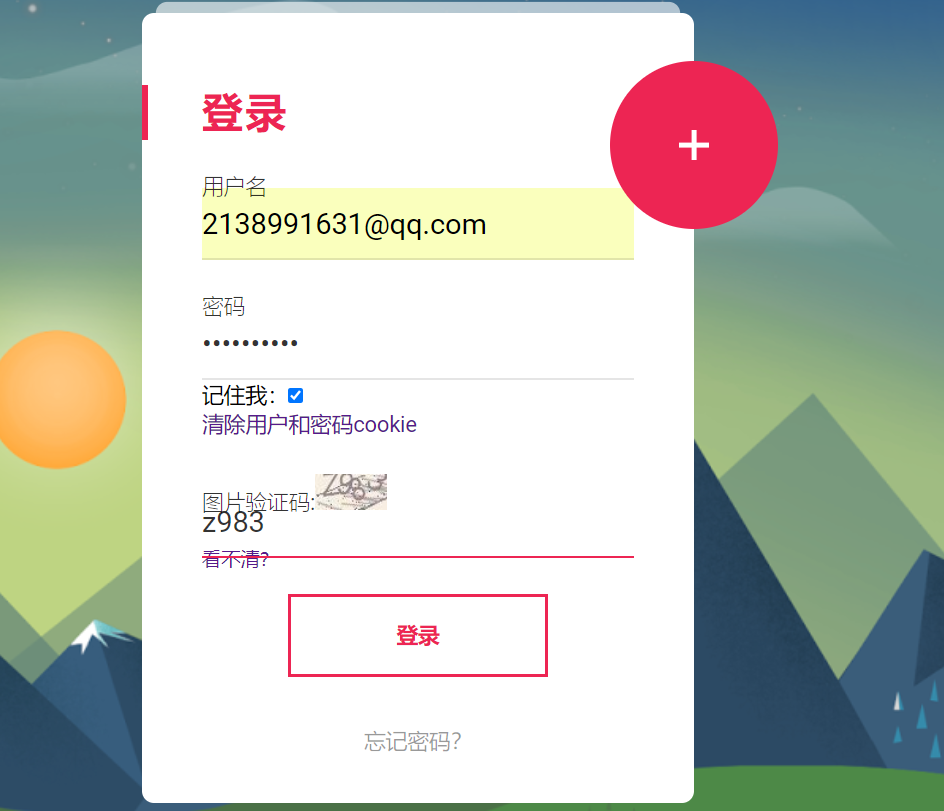 登录
+
用户名
2138991631@qq.com
密码
••••••••••
记住我：
清除用户和密码cookie
图片验证码:
z983
看不清?
登录
忘记密码?